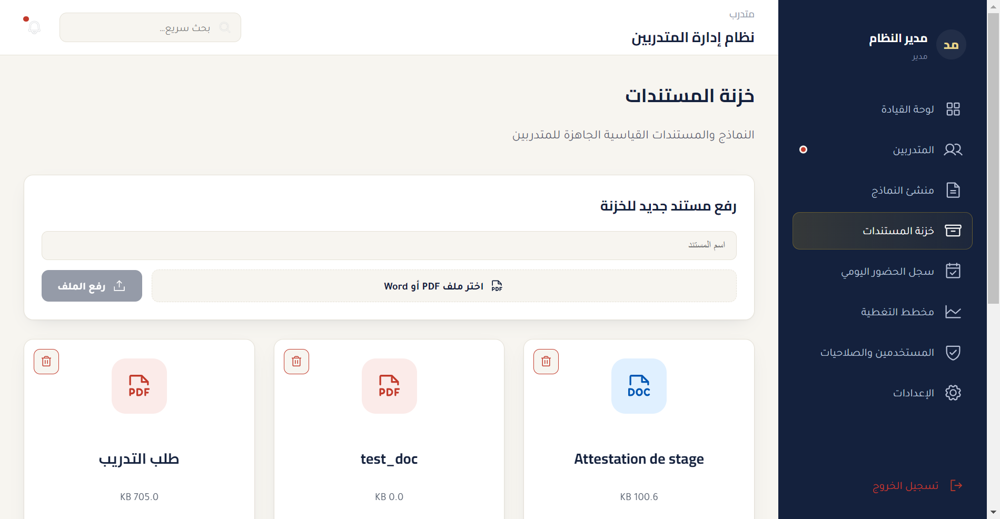 مد
مدير النظام
مدير
لوحة القيادة
المتدربين
منشئ النماذج
خزنة المستندات
سجل الحضور اليومي
مخطط التغطية
المستخدمين والصلاحيات
الإعدادات
تسجيل الخروج
متدرب
نظام إدارة المتدربين
بحث سريع...
خزنة المستندات
النماذج والمستندات القياسية الجاهزة للمتدربين
رفع مستند جديد للخزنة
اسم المستند
PDF
اختر ملف PDF أو Word
رفع الملف
DOC
Attestation de stage
KB 100.6
PDF
test_doc
KB 0.0
PDF
طلب التدريب
KB 705.0